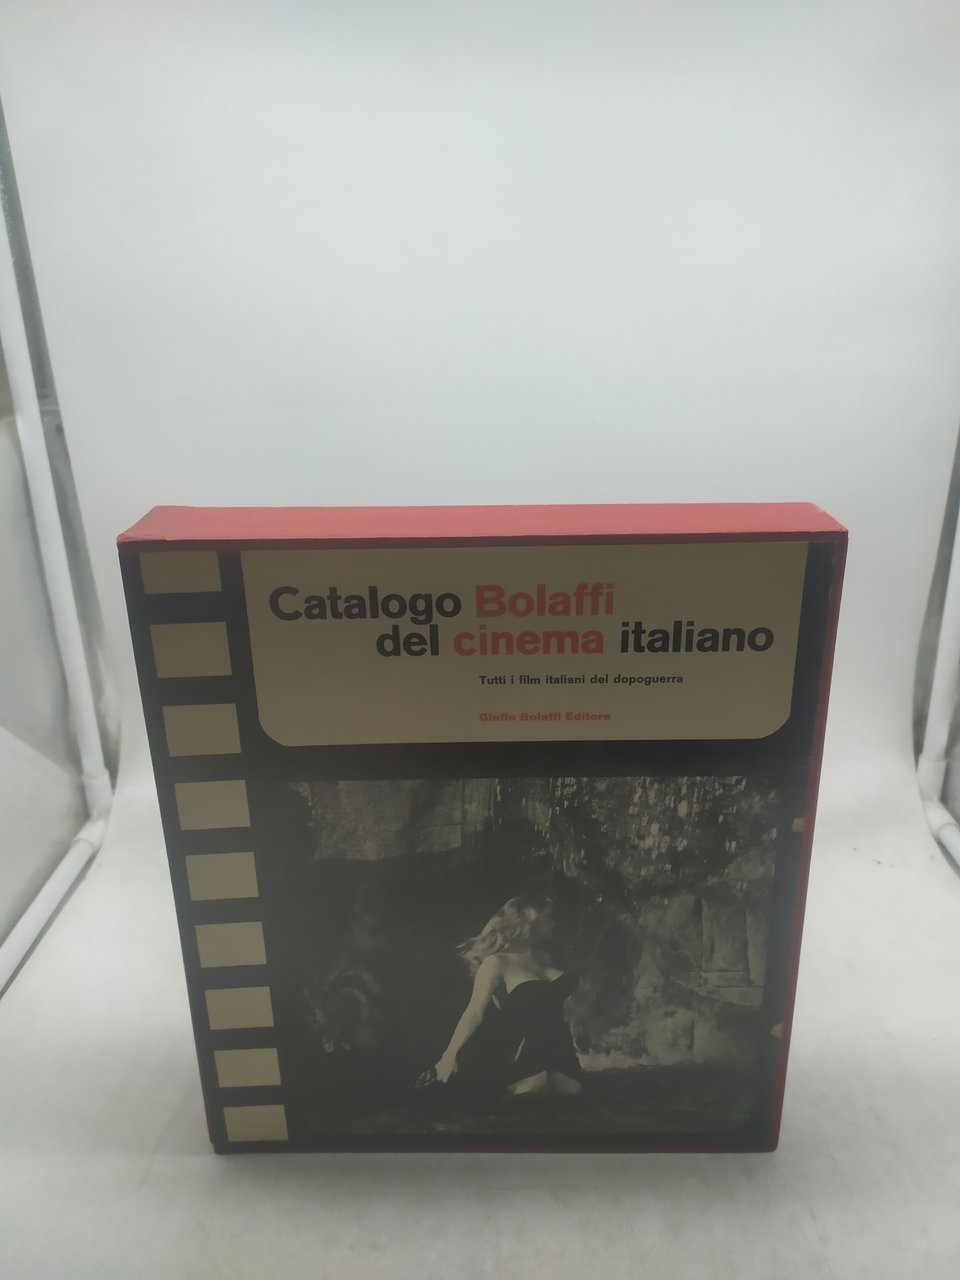 Catalogo Bolaffi
del cinema italiano
Tutti i film italiani del dopoguerra
Giulio Bolaffi Editore